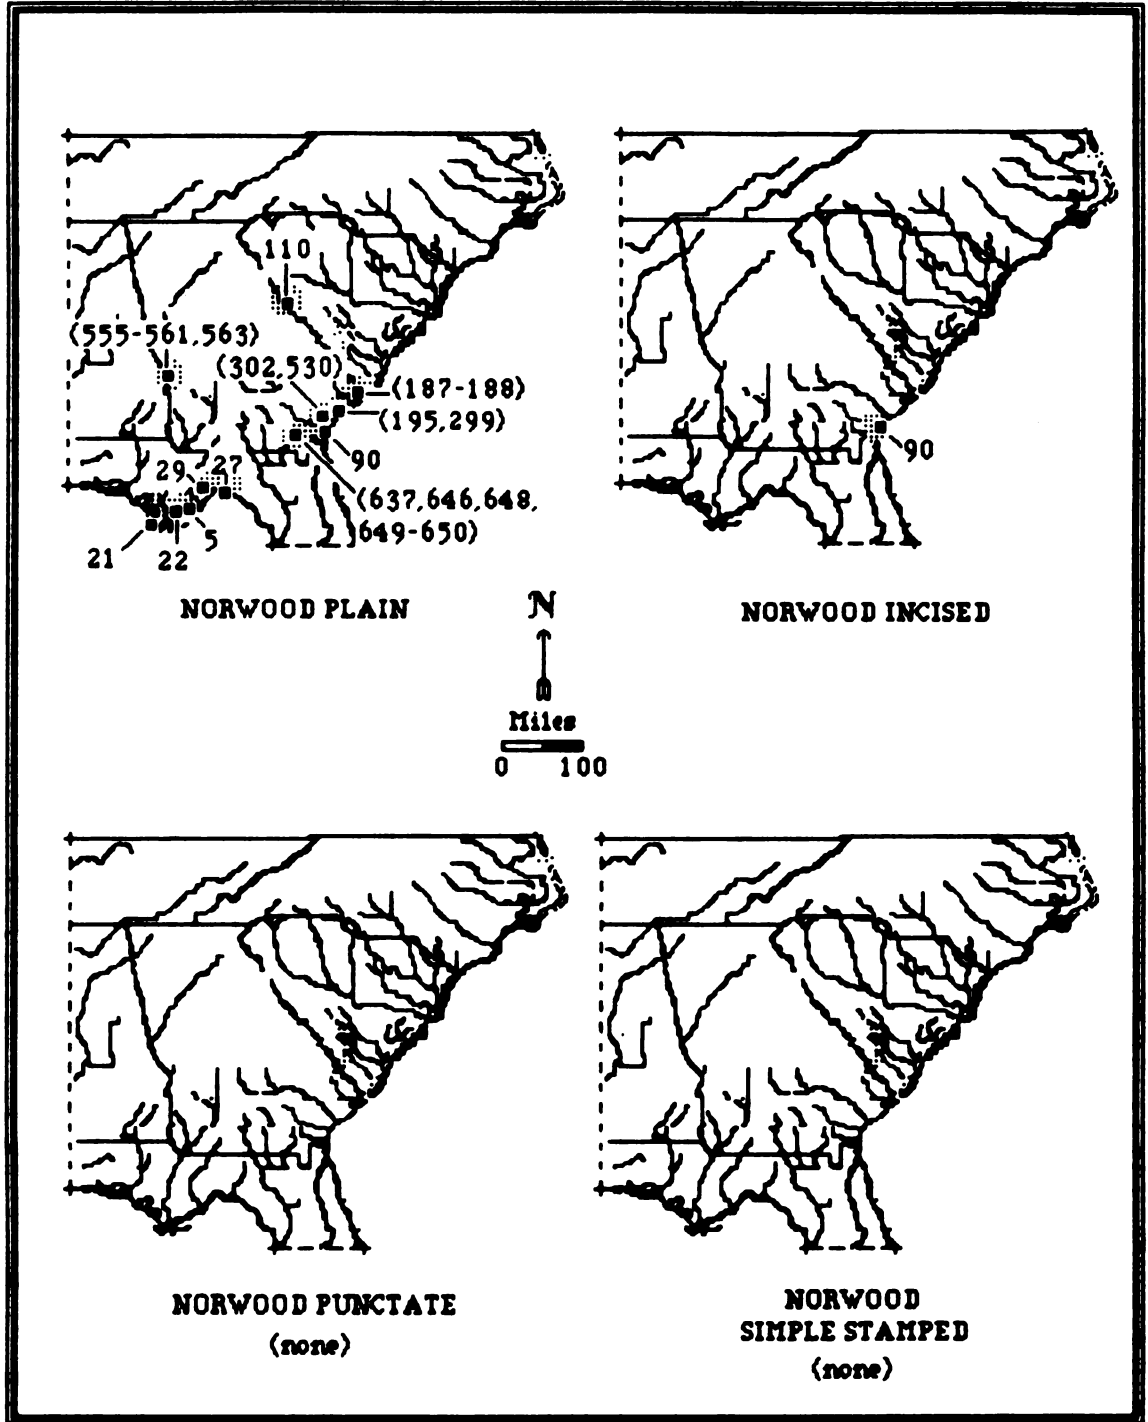 110
(555-561,563)
(302,530)
(187-188)
(195,299)
90
29
27
(637,646,648,
649-650)
5
21
22
NORWOOD PLAIN
90
NORWOOD INCISED
N
Miles
0 100
NORWOOD PUNCTATE
(none)
NORWOOD
SIMPLE STAMPED
(none)